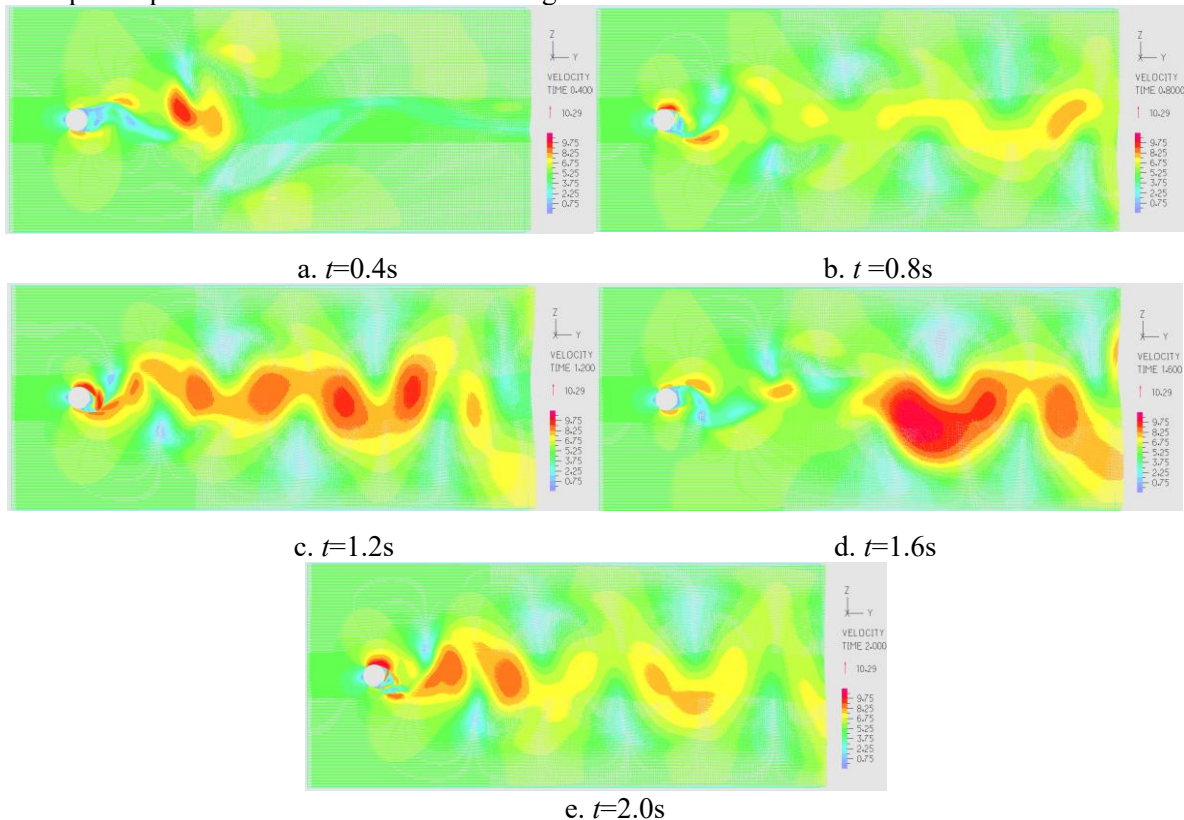 Z
X Y
VELOCITY
TIME 0.400
10.29
9.75
8.25
6.75
5.25
3.75
2.25
0.75
Z
X Y
VELOCITY
TIME 0.8000
10.29
9.75
8.25
6.75
5.25
3.75
2.25
0.75
a. t=0.4s
b. t =0.8s
Z
X Y
VELOCITY
TIME 1.200
10.29
9.75
8.25
6.75
5.25
3.75
2.25
0.75
Z
X Y
VELOCITY
TIME 1.600
10.29
9.75
8.25
6.75
5.25
3.75
2.25
0.75
c. t=1.2s
d. t=1.6s
Z
X Y
VELOCITY
TIME 2.000
10.29
9.75
8.25
6.75
5.25
3.75
2.25
0.75
e. t=2.0s